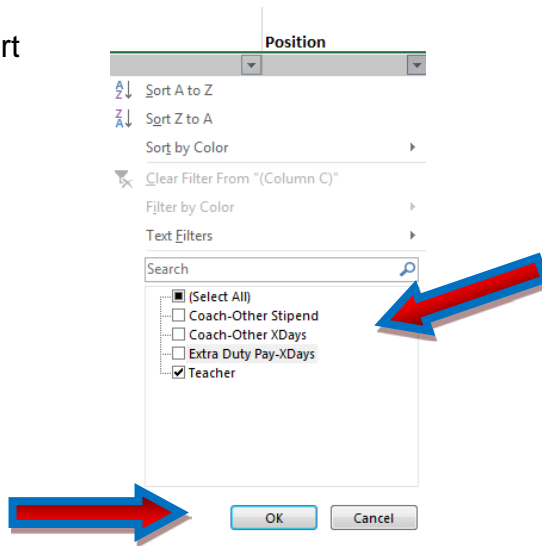 rt
Position
Sort A to Z
Sort Z to A
Sort by Color
Clear Filter From "(Column C)"
Filter by Color
Text Filters
Search
(Select All)
Coach-Other Stipend
Coach-Other XDays
Extra Duty Pay-XDays
Teacher
OK Cancel